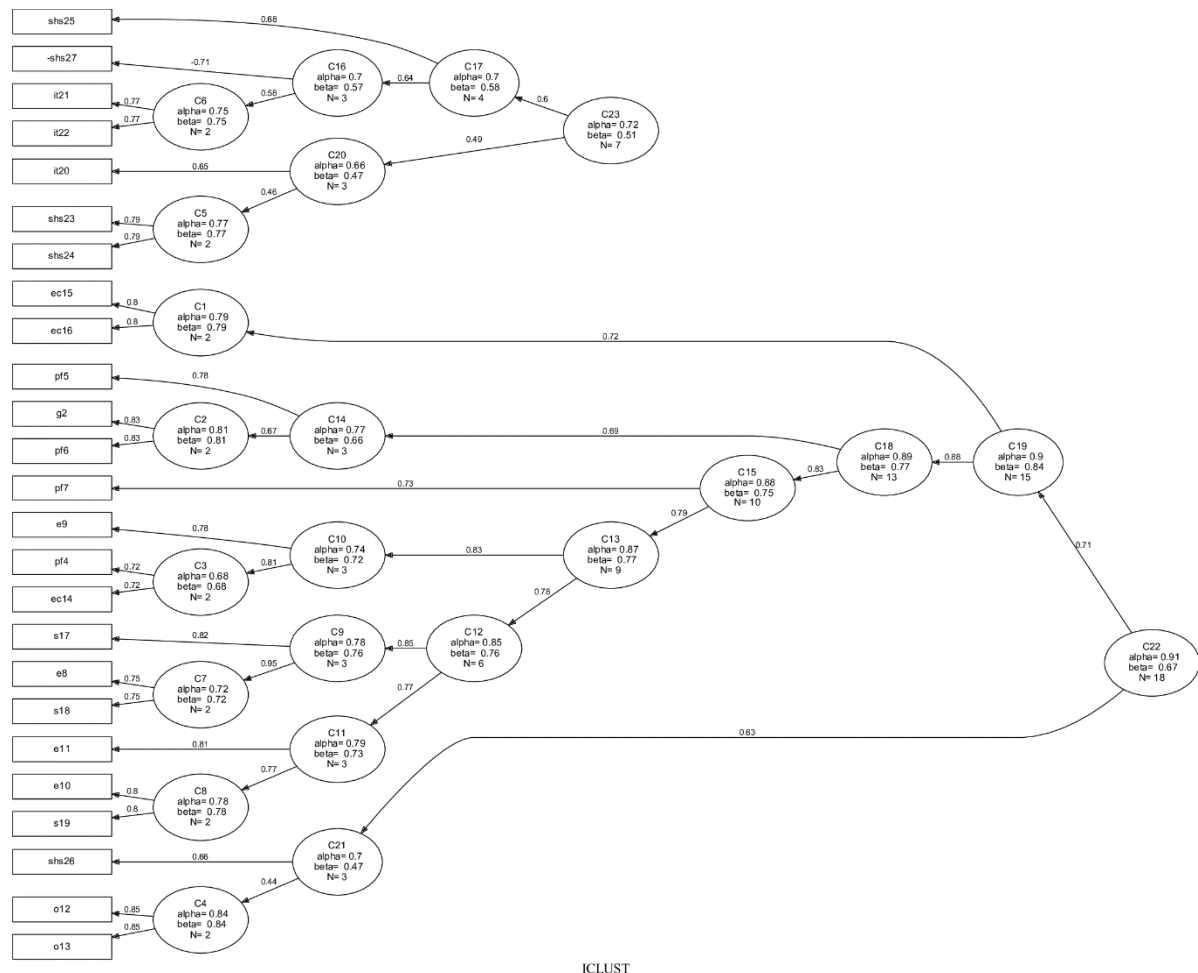 shs25
0.68
-shs27
-0.71
C16
alpha= 0.7
beta= 0.57
N= 3
0.64
C17
alpha= 0.7
beta= 0.58
N= 4
0.6
it21
0.77
C6
alpha= 0.75
beta= 0.75
N= 2
0.58
C23
alpha= 0.72
beta= 0.51
N= 7
it22
0.77
0.49
it20
0.65
C20
alpha= 0.66
beta= 0.47
N= 3
0.46
shs23
0.79
C5
alpha= 0.77
beta= 0.77
N= 2
shs24
0.79
ec15
0.8
C1
alpha= 0.79
beta= 0.79
N= 2
ec16
0.8
0.72
pf5
0.78
g2
0.83
C2
alpha= 0.81
beta= 0.81
N= 2
0.67
C14
alpha= 0.77
beta= 0.66
N= 3
0.69
pf6
0.83
C18
alpha= 0.89
beta= 0.77
N= 13
0.88
C19
alpha= 0.9
beta= 0.84
N= 15
pf7
0.73
C15
alpha= 0.88
beta= 0.75
N= 10
0.83
0.79
e9
0.78
C10
alpha= 0.74
beta= 0.72
N= 3
0.83
C13
alpha= 0.87
beta= 0.77
N= 9
0.71
pf4
0.72
C3
alpha= 0.68
beta= 0.68
N= 2
0.81
ec14
0.72
0.78
s17
0.82
C9
alpha= 0.78
beta= 0.76
N= 3
0.85
C12
alpha= 0.85
beta= 0.76
N= 6
C22
alpha= 0.91
beta= 0.67
N= 18
e8
0.75
C7
alpha= 0.72
beta= 0.72
N= 2
0.95
s18
0.75
0.77
e11
0.81
C11
alpha= 0.79
beta= 0.73
N= 3
0.63
e10
0.8
C8
alpha= 0.78
beta= 0.78
N= 2
0.77
s19
0.8
shs26
0.66
C21
alpha= 0.7
beta= 0.47
N= 3
0.44
o12
0.85
C4
alpha= 0.84
beta= 0.84
N= 2
o13
0.85
ICLUST